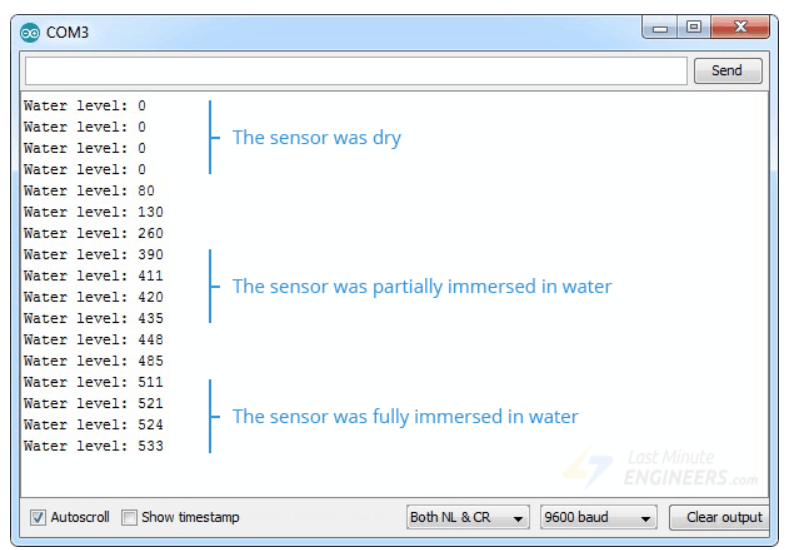 COM3
Send
Water level: 0
Water level: 0
The sensor was dry
Water level: 0
Water level: 0
Water level: 80
Water level: 130
Water level: 260
Water level: 390
Water level: 411
The sensor was partially immersed in water
Water level: 420
Water level: 435
Water level: 448
Water level: 485
Water level: 511
Water level: 521
The sensor was fully immersed in water
Water level: 524
Water level: 533
Last Minute
ENGINEERS.com
Autoscroll Show timestamp Both NL & CR 9600 baud Clear output